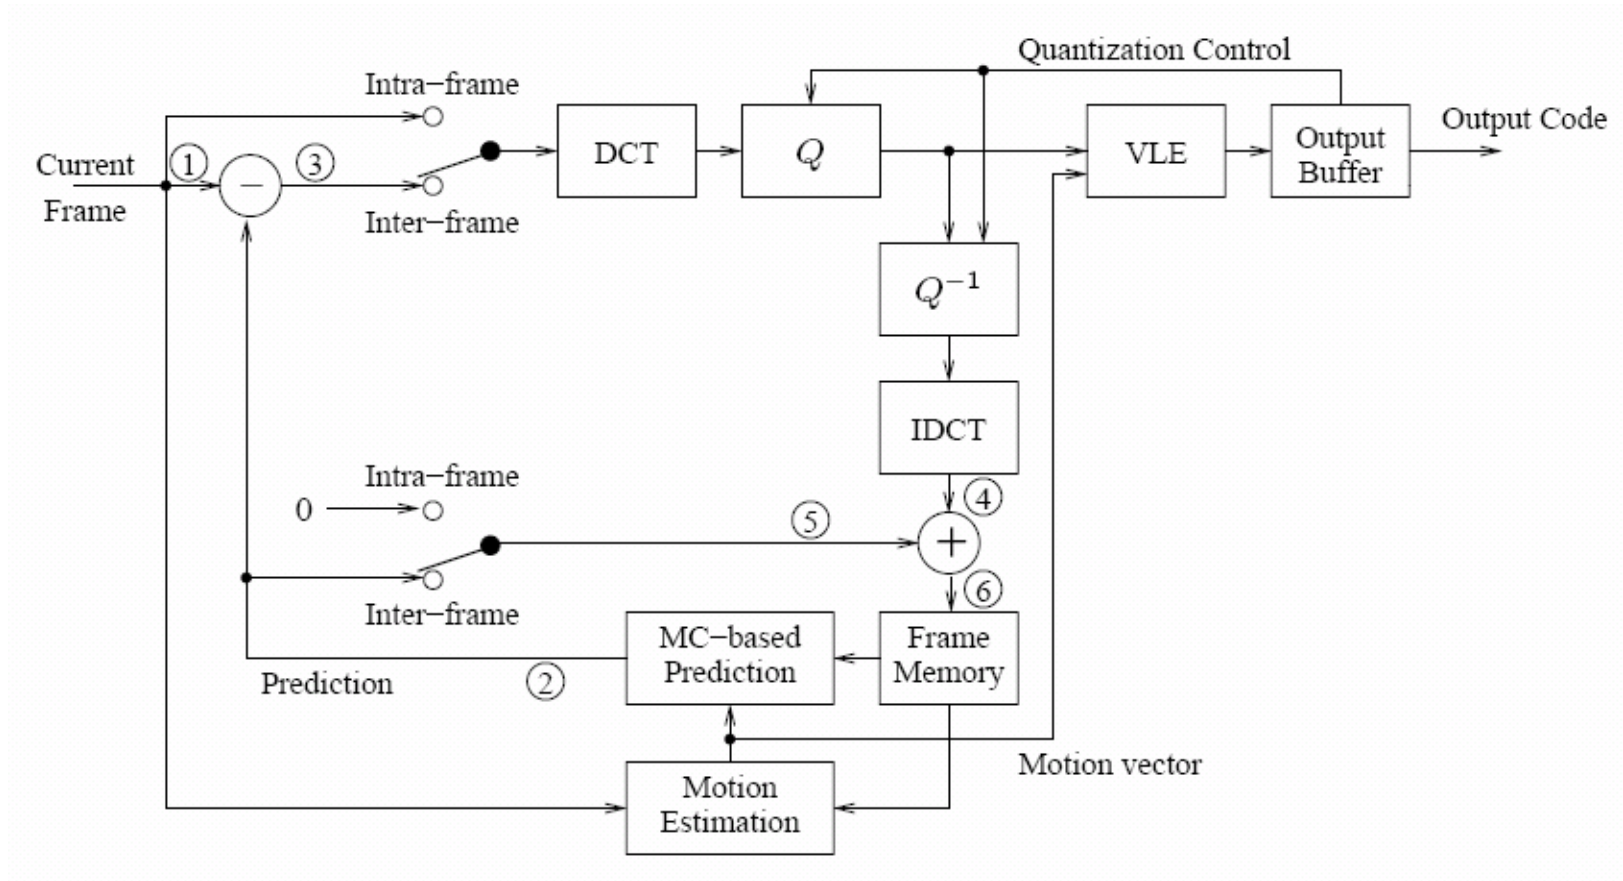 Quantization Control
Intra−frame
Output Code
Current
Frame
1
−
3
Inter−frame
DCT
Q
VLE
Output
Buffer
Q−1
IDCT
Intra−frame
0
4
5
+
6
Inter−frame
MC−based
Prediction
Frame
Memory
Prediction
2
Motion vector
Motion
Estimation